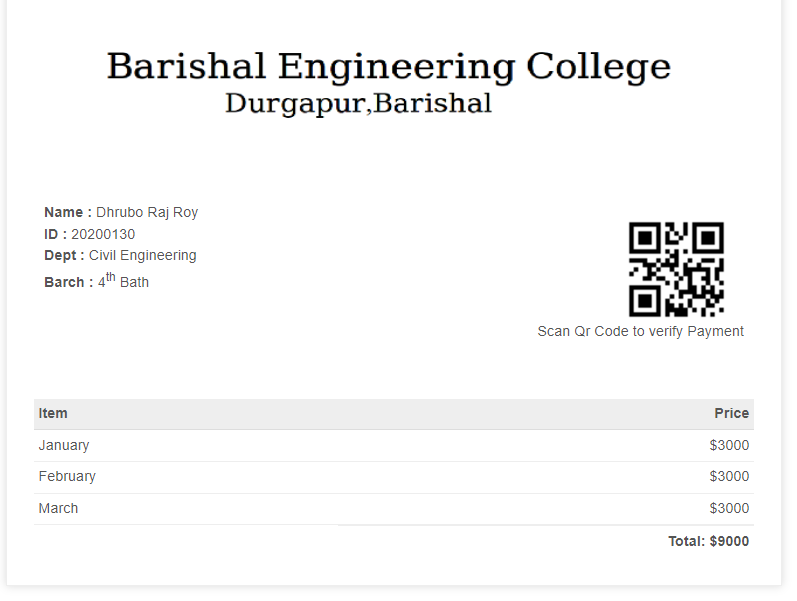 Barishal Engineering College
Durgapur,Barishal
Name : Dhrubo Raj Roy
ID : 20200130
Dept : Civil Engineering
Barch : 4th Bath
Scan Qr Code to verify Payment
Item Price
January $3000
February $3000
March $3000
Total: $9000